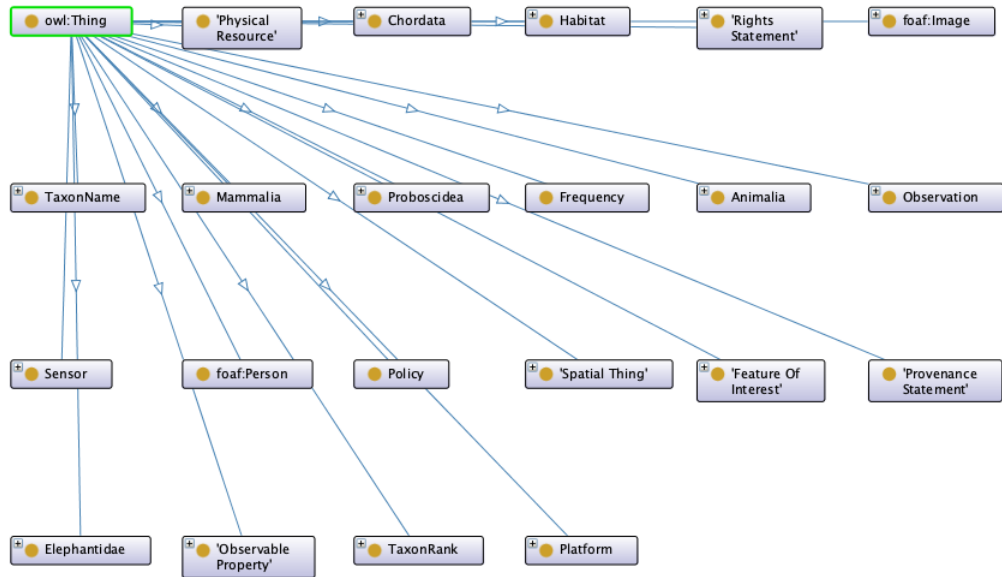 owl:Thing
'Physical
Resource'
Chordata
Habitat
'Rights
Statement'
foaf:Image
TaxonName
Mammalia
Proboscidea
Frequency
Animalia
Observation
Sensor
foaf:Person
Policy
'Spatial Thing'
'Feature Of
Interest'
'Provenance
Statement'
Elephantidae
'Observable
Property'
TaxonRank
Platform